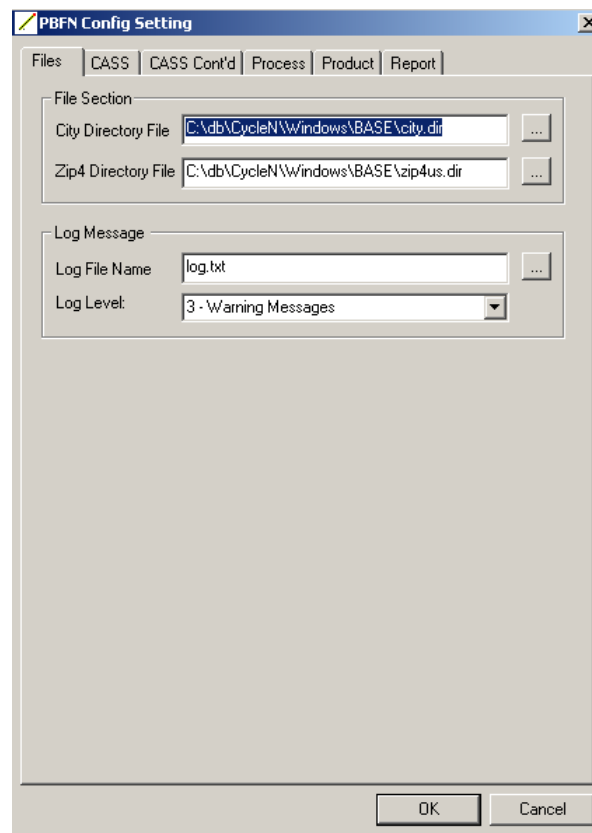 PBFN Config Setting
Files CASS CASS Cont'd Process Product Report
File Section
City Directory File C:\db\CycleN\Windows\BASE\city.dir ...
Zip4 Directory File C:\db\CycleN\Windows\BASE\zip4us.dir ...
Log Message
Log File Name log.txt ...
Log Level: 3 - Warning Messages
OK Cancel